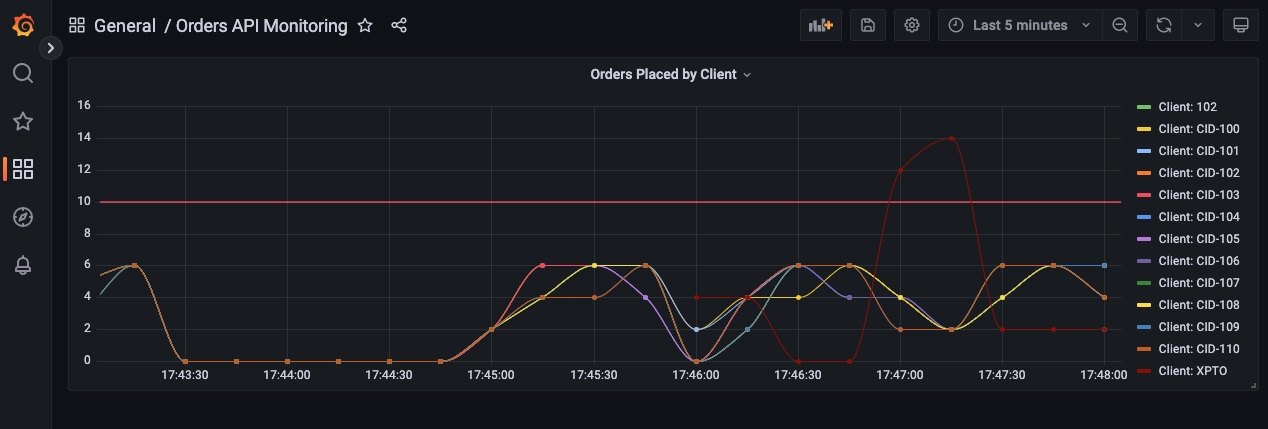 General / Orders API Monitoring
Last 5 minutes
Orders Placed by Client
16
14
12
10
8
6
4
2
0
17:43:30 17:44:00 17:44:30 17:45:00 17:45:30 17:46:00 17:46:30 17:47:00 17:47:30 17:48:00
Client: 102
Client: CID-100
Client: CID-101
Client: CID-102
Client: CID-103
Client: CID-104
Client: CID-105
Client: CID-106
Client: CID-107
Client: CID-108
Client: CID-109
Client: CID-110
Client: XPTO